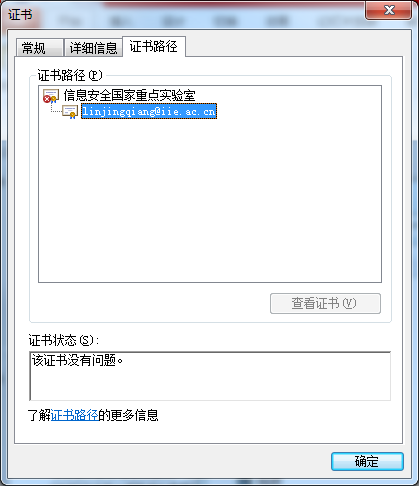 证书
常规
详细信息
证书路径
证书路径(P)
信息安全国家重点实验室
linjingqiang@iie.ac.cn
查看证书(V)
证书状态(S):
该证书没有问题。
了解证书路径的更多信息
确定